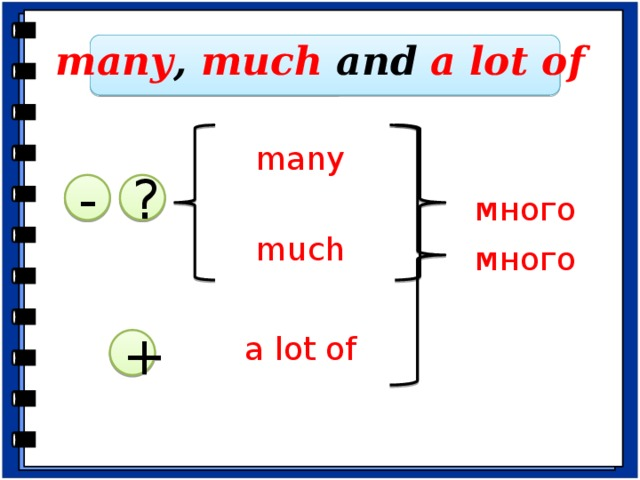 many, much and a lot of
many
- ?
много
much
много
a lot of
+